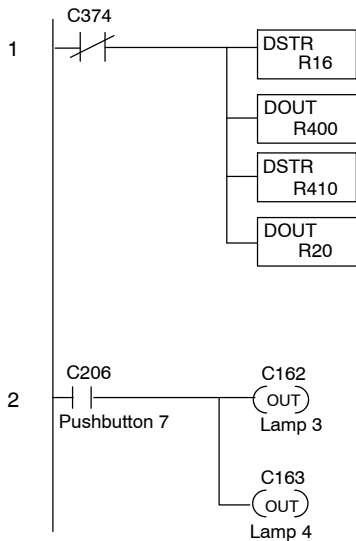 C374
1
DSTR
R16
DOUT
R400
DSTR
R410
DOUT
R20
2
C206
Pushbutton 7
C162
OUT
Lamp 3
C163
OUT
Lamp 4